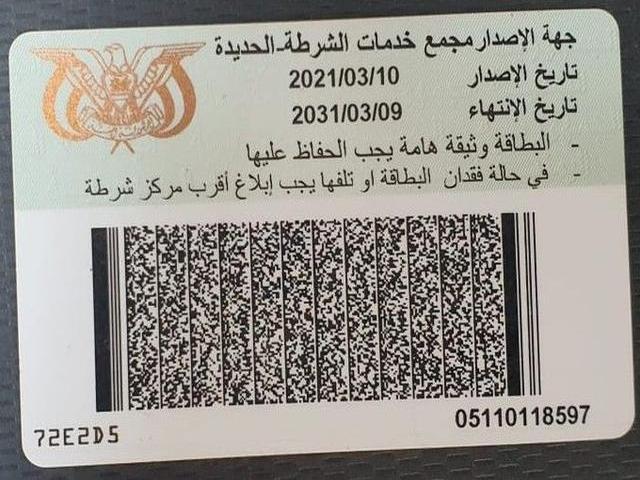 جهة الإصدار مجمع خدمات الشرطة-الحديدة
تاريخ الإصدار 2021/03/10
تاريخ الإنتهاء 2031/03/09
- البطاقة وثيقة هامة يجب الحفاظ عليها
- في حالة فقدان البطاقة او تلفها يجب إبلاغ أقرب مركز شرطة
05110118597
72E2D5